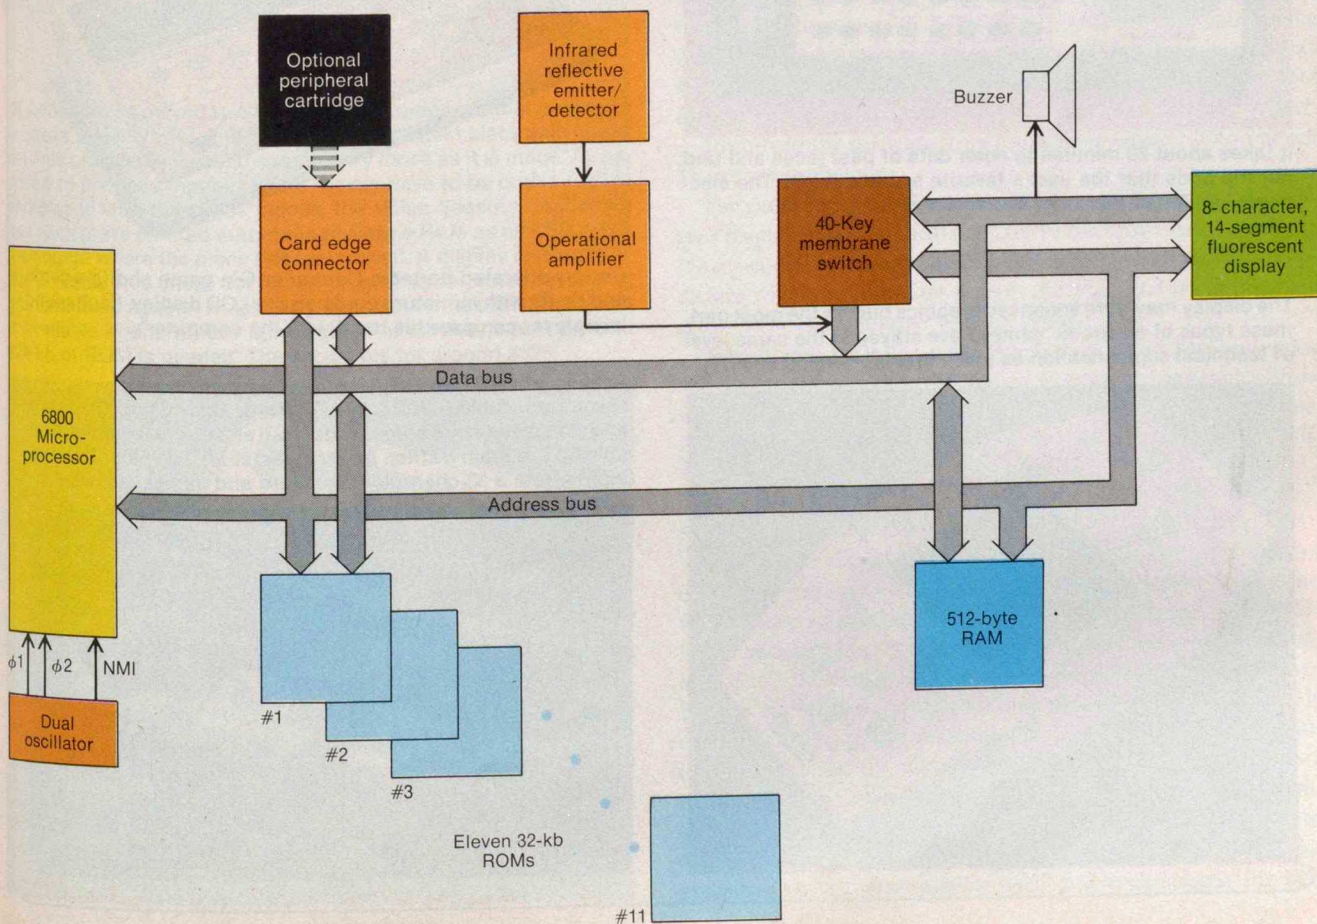 Optional
peripheral
cartridge
Infrared
reflective
emitter/
detector
Buzzer
Card edge
connector
Operational
amplifier
40-Key
membrane
switch
8-character,
14-segment
fluorescent
display
Data bus
6800
Micro-
processor
Address bus
φ1
φ2
NMI
Dual
oscillator
512-byte
RAM
#1
#2
#3
Eleven 32-kb
ROMs
#11